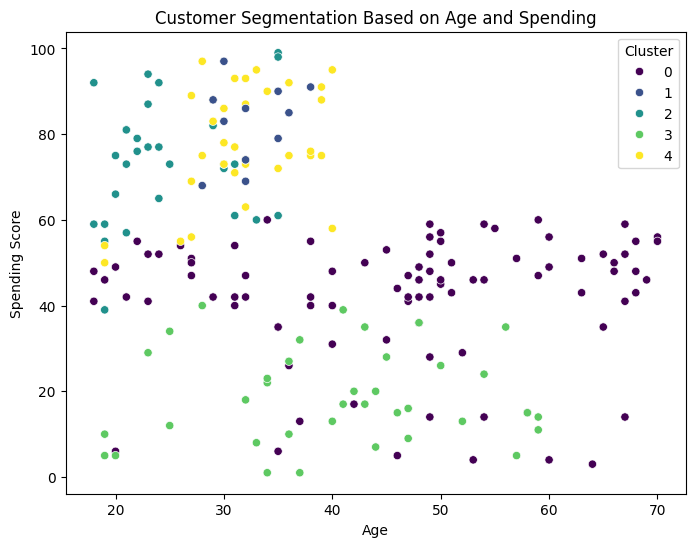 Customer Segmentation Based on Age and Spending
Cluster
0
1
2
3
4
100
80
60
40
20
0
Spending Score
20 30 40 50 60 70
Age